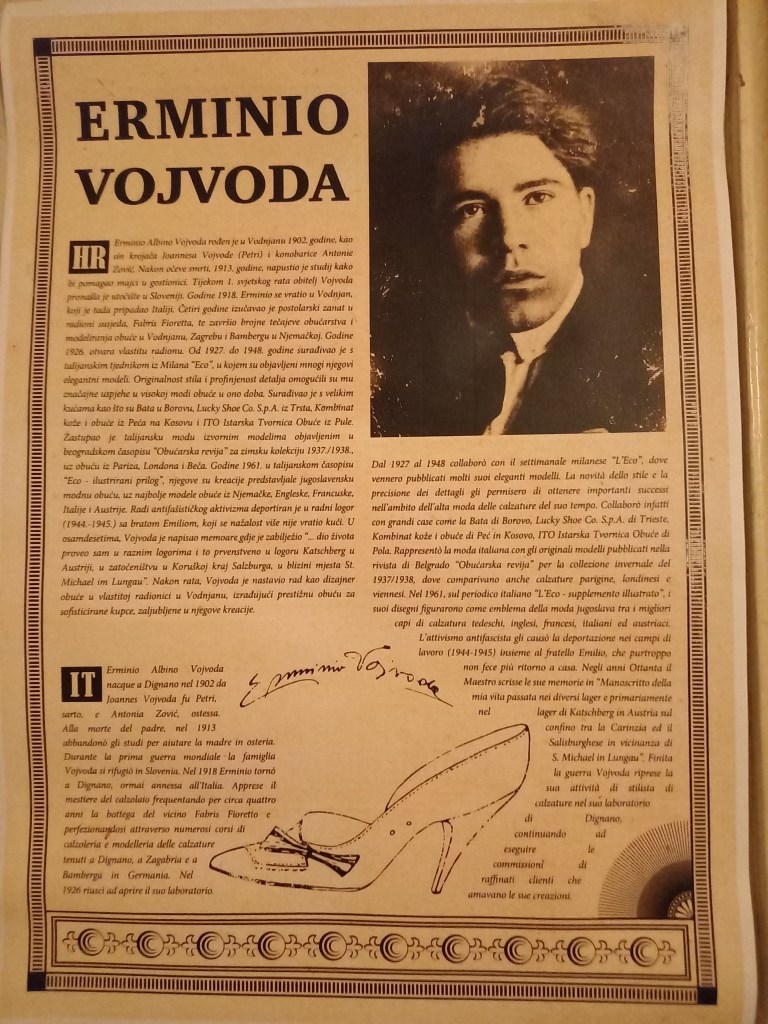 ERMINIO
VOJVODA
HR
Erminio Albino Vojvoda rođen je u Vodnjanu 1902. godine, kao
sin krojača Joannesa Vojvode (Petri) i konobarice Antonie
Zović. Nakon očeve smrti, 1913. godine, napustio je studij kako
bi pomagao majci u gostionici. Tijekom 1. svjetskog rata obitelj Vojvoda
pronašla je utočište u Sloveniji. Godine 1918. Erminio se vratio u Vodnjan,
koji je tada pripadao Italiji. Četiri godine izučavao je postolarski zanat u
radioni susjeda, Fabris Fioretta, te završio brojne tečajeve obućarstva i
modeliranja obuće u Vodnjanu, Zagrebu i Bambergu u Njemačkoj. Godine
1926. otvara vlastitu radionu. Od 1927. do 1948. godine surađivao je s
talijanskim tjednikom iz Milana "Eco", u kojem su objavljeni mnogi njegovi
elegantni modeli. Originalnost stila i profinjenost detalja omogućili su mu
značajne uspjehe u visokoj modi obuće u ono doba. Surađivao je s velikim
kućama kao što su Bata u Borovu, Lucky Shoe Co. S.p.A. iz Trsta, Kombinat
kože i obuće iz Peća na Kosovu i ITO Istarska Tvornica Obuće iz Pule.
Zastupao je talijansku modu izvornim modelima objavljenim u
beogradskom časopisu "Obućarska revija" za zimsku kolekciju 1937/1938.,
uz obuću iz Pariza, Londona i Beča. Godine 1961. u talijanskom časopisu
"Eco - ilustrirani prilog", njegove su kreacije predstavljale jugoslavensku
modnu obuću, uz najbolje modele obuće iz Njemačke, Engleske, Francuske,
Italije i Austrije. Radi antifašističkog aktivizma deportiran je u radni logor
(1944.-1945.) sa bratom Emiliom, koji se nažalost više nije vratio kući. U
osamdesetima, Vojvoda je napisao memoare gdje je zabilježio "... dio života
proveo sam u raznim logorima i to prvenstveno u logoru Katschberg u
Austriji, u zatočeništvu u Koruškoj kraj Salzburga, u blizini mjesta St.
Michael im Lungau". Nakon rata, Vojvoda je nastavio rad kao dizajner
obuće u vlastitoj radionici u Vodnjanu, izrađujući prestižnu obuću za
sofisticirane kupce, zaljubljene u njegove kreacije.
IT
Erminio Albino Vojvoda
nacque a Dignano nel 1902 da
Joannes Vojvoda fu Petri,
sarto, e Antonia Zović, ostessa.
Alla morte del padre, nel 1913
abbandonò gli studi per aiutare la madre in osteria.
Durante la prima guerra mondiale la famiglia
Vojvoda si rifugiò in Slovenia. Nel 1918 Erminio tornò
a Dignano, ormai annessa all'Italia. Apprese il
mestiere del calzolaio frequentando per circa quattro
anni la bottega del vicino Fabris Fioretto e
perfezionandosi attraverso numerosi corsi di
calzoleria e modelleria delle calzature
tenuti a Dignano, a Zagabria e a
Bamberga in Germania. Nel
1926 riuscì ad aprire il suo laboratorio.
Dal 1927 al 1948 collaborò con il settimanale milanese "L'Eco", dove
vennero pubblicati molti suoi eleganti modelli. La novità dello stile e la
precisione dei dettagli gli permisero di ottenere importanti successi
nell'ambito dell'alta moda delle calzature del suo tempo. Collaborò infatti
con grandi case come la Bata di Borovo, Lucky Shoe Co. S.p.A. di Trieste,
Kombinat kože i obuće di Peć in Kosovo, ITO Istarska Tvornica Obuće di
Pola. Rappresentò la moda italiana con gli originali modelli pubblicati nella
rivista di Belgrado "Obućarska revija" per la collezione invernale del
1937/1938, dove comparivano anche calzature parigine, londinesi e
viennesi. Nel 1961, sul periodico italiano "L'Eco - supplemento illustrato", i
suoi disegni figurarono come emblema della moda jugoslava tra i migliori
capi di calzatura tedeschi, inglesi, francesi, italiani ed austriaci.
L'attivismo antifascista gli causò la deportazione nei campi di
lavoro (1944-1945) insieme al fratello Emilio, che purtroppo
non fece più ritorno a casa. Negli anni Ottanta il
Maestro scrisse le sue memorie in "Manoscritto della
mia vita passata nei diversi lager e primariamente
nel lager di Katschberg in Austria sul
confino tra la Carinzia ed il
Salisburghese in vicinanza di
S. Michael in Lungau". Finita
la guerra Vojvoda riprese la
sua attività di stilista di
calzature nel suo laboratorio
di Dignano,
continuando ad
eseguire le
commissioni di
raffinati clienti che
amavano le sue creazioni.
Erminio Vojvoda